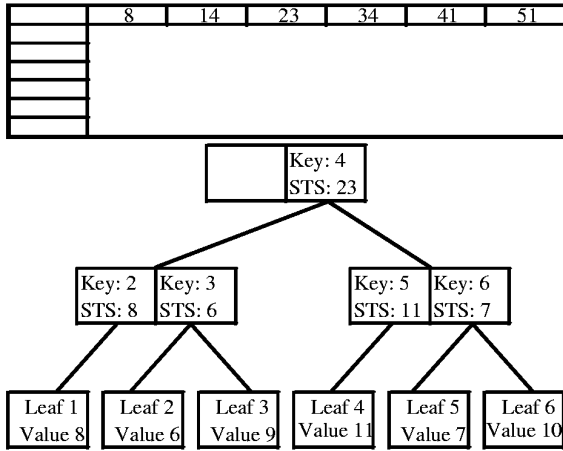 8 14 23 34 41 51
Key: 4
STS: 23
Key: 2 Key: 3 Key: 5 Key: 6
STS: 8 STS: 6 STS: 11 STS: 7
Leaf 1 Leaf 2 Leaf 3 Leaf 4 Leaf 5 Leaf 6
Value 8 Value 6 Value 9 Value 11 Value 7 Value 10